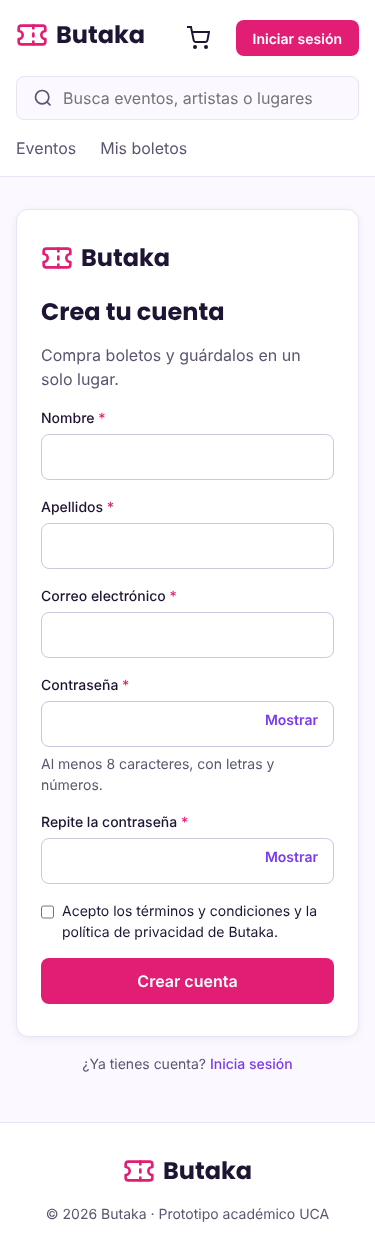 Butaka
Iniciar sesión
Busca eventos, artistas o lugares
Eventos
Mis boletos
Butaka
Crea tu cuenta
Compra boletos y guárdalos en un
solo lugar.
Nombre *
Apellidos *
Correo electrónico *
Contraseña *
Mostrar
Al menos 8 caracteres, con letras y
números.
Repite la contraseña *
Mostrar
Acepto los términos y condiciones y la
política de privacidad de Butaka.
Crear cuenta
¿Ya tienes cuenta? Inicia sesión
Butaka
© 2026 Butaka · Prototipo académico UCA